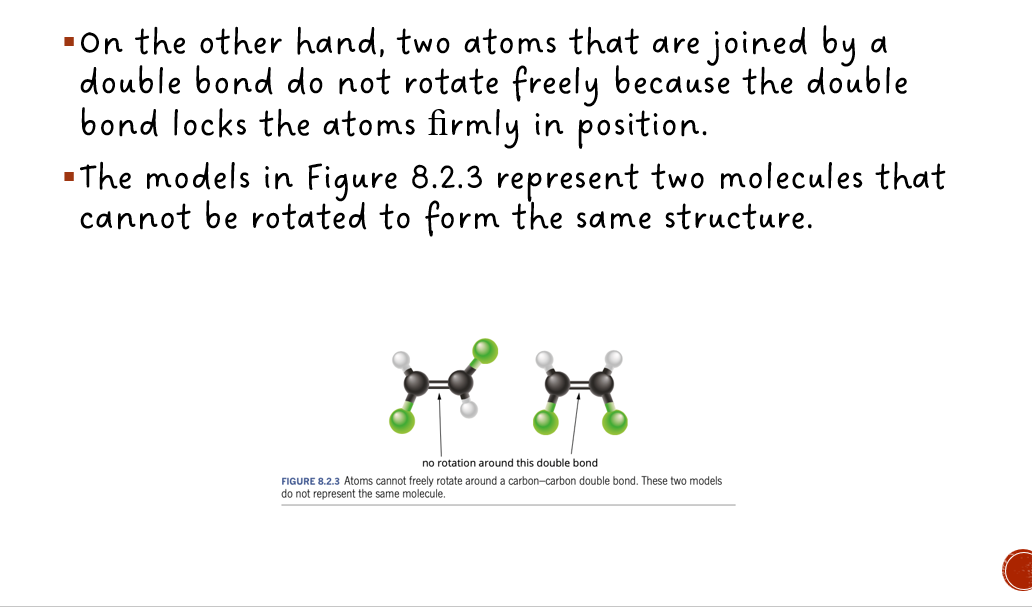 On the other hand, two atoms that are joined by a
double bond do not rotate freely because the double
bond locks the atoms firmly in position.
The models in Figure 8.2.3 represent two molecules that
cannot be rotated to form the same structure.
no rotation around this double bond
FIGURE 8.2.3 Atoms cannot freely rotate around a carbon–carbon double bond. These two models
do not represent the same molecule.